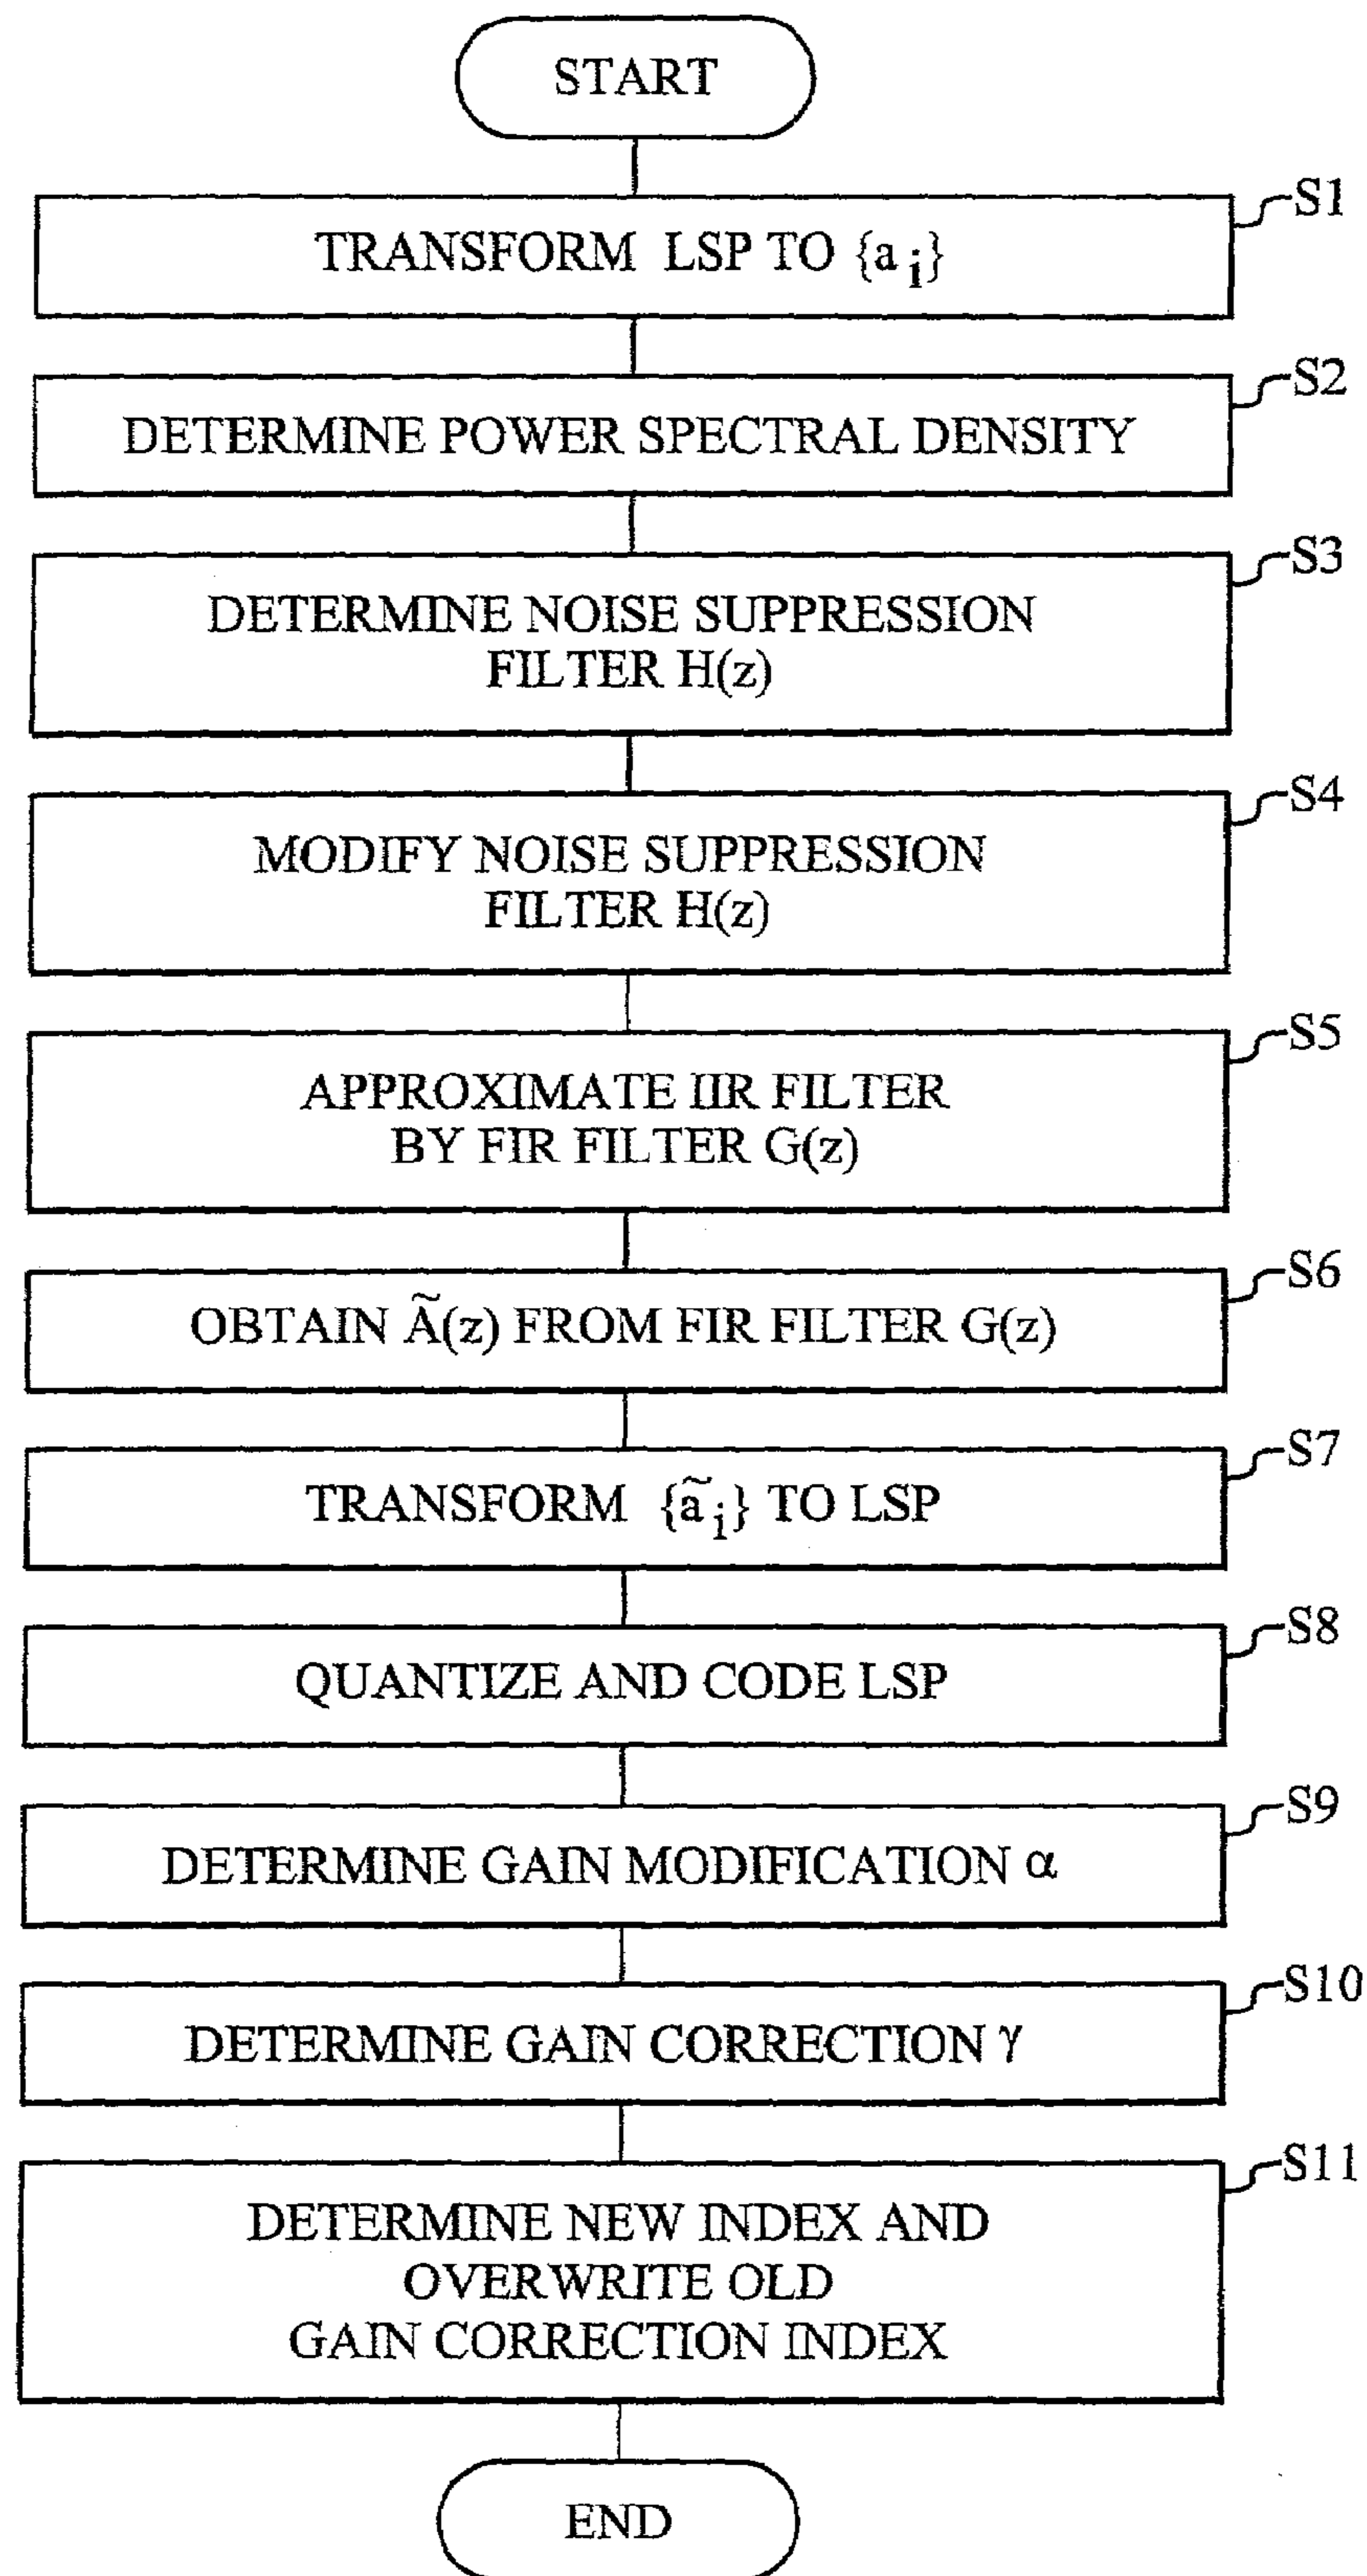 START
S1
TRANSFORM LSP TO {a i}
S2
DETERMINE POWER SPECTRAL DENSITY
S3
DETERMINE NOISE SUPPRESSION
FILTER H(z)
S4
MODIFY NOISE SUPPRESSION
FILTER H(z)
S5
APPROXIMATE IIR FILTER
BY FIR FILTER G(z)
S6
OBTAIN Ã(z) FROM FIR FILTER G(z)
S7
TRANSFORM {ã i} TO LSP
S8
QUANTIZE AND CODE LSP
S9
DETERMINE GAIN MODIFICATION α
S10
DETERMINE GAIN CORRECTION γ
S11
DETERMINE NEW INDEX AND
OVERWRITE OLD
GAIN CORRECTION INDEX
END